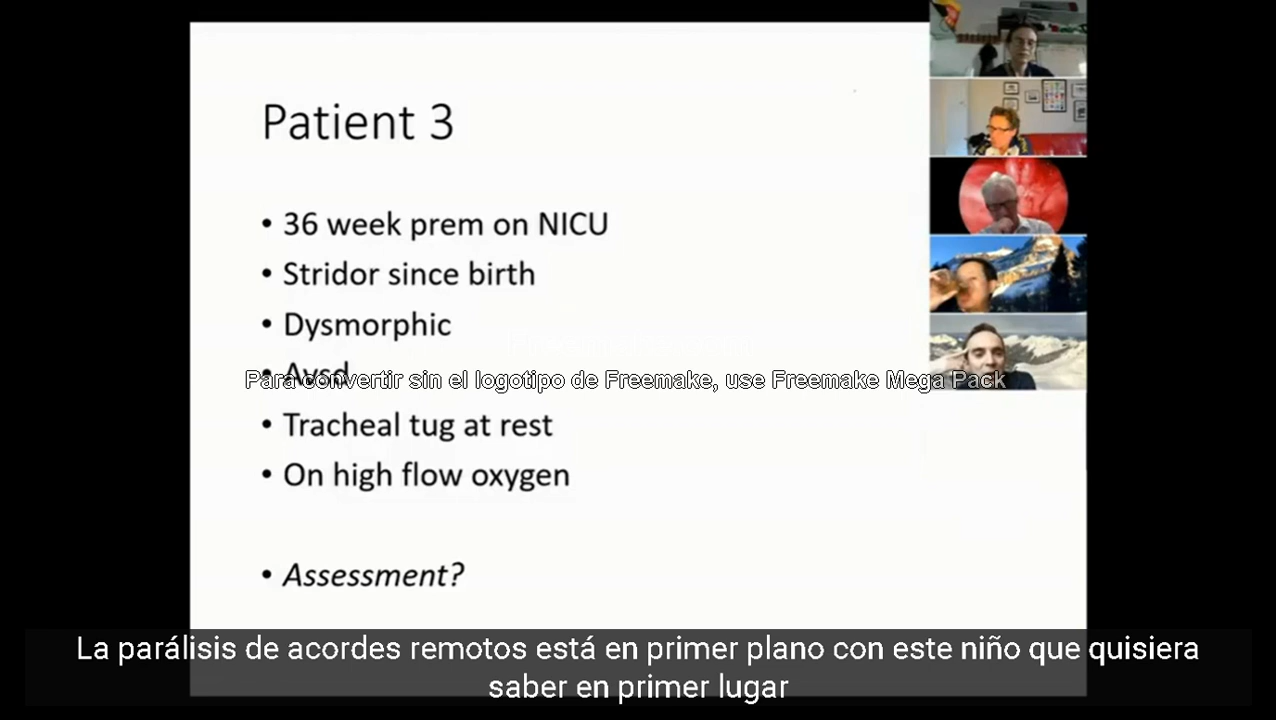 Patient 3
• 36 week prem on NICU
• Stridor since birth
• Dysmorphic
• Avsd
Para convertir sin el logotipo de Freemake, use Freemake Mega Pack
• Tracheal tug at rest
• On high flow oxygen
• Assessment?
La parálisis de acordes remotos está en primer plano con este niño que quisiera
saber en primer lugar